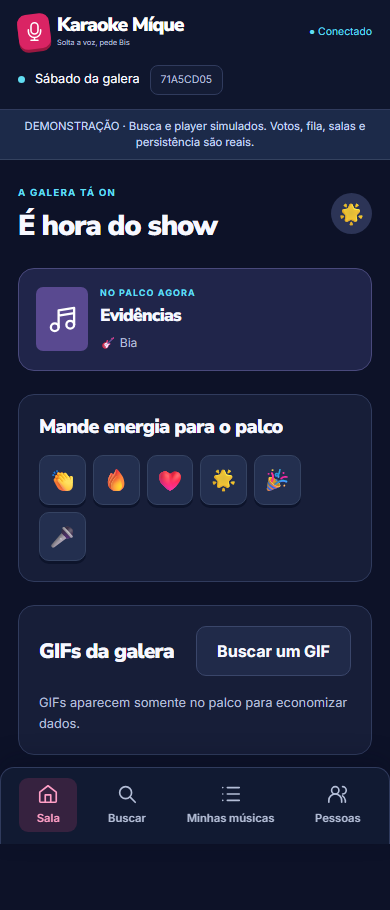 Karaoke Míque
Solta a voz, pede Bis
Conectado
Sábado da galera
71A5CD05
DEMONSTRAÇÃO · Busca e player simulados. Votos, fila, salas e
persistência são reais.
A GALERA TÁ ON
É hora do show
NO PALCO AGORA
Evidências
Bia
Mande energia para o palco
GIFs da galera
Buscar um GIF
GIFs aparecem somente no palco para economizar
dados.
Sala
Buscar
Minhas músicas
Pessoas